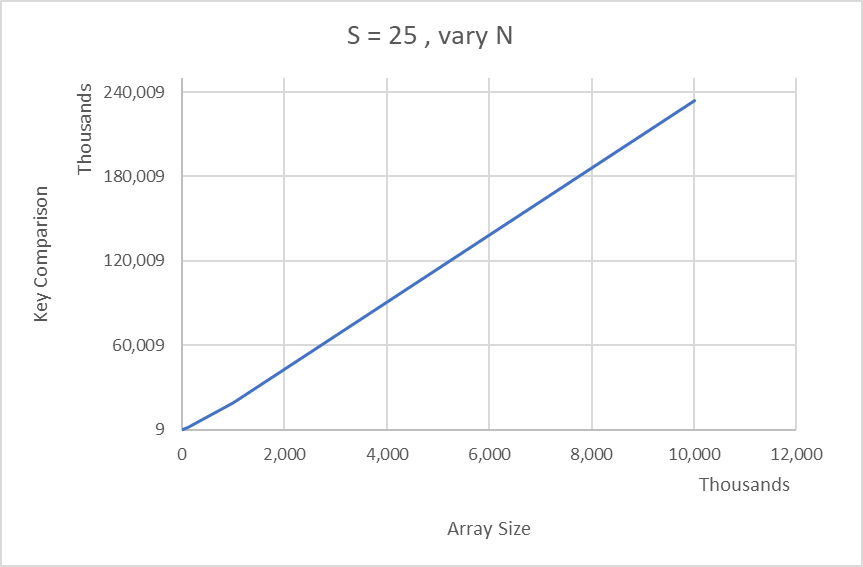 S = 25 , vary N
Thousands
Key Comparison
240,009
180,009
120,009
60,009
9
0 2,000 4,000 6,000 8,000 10,000 12,000
Thousands
Array Size